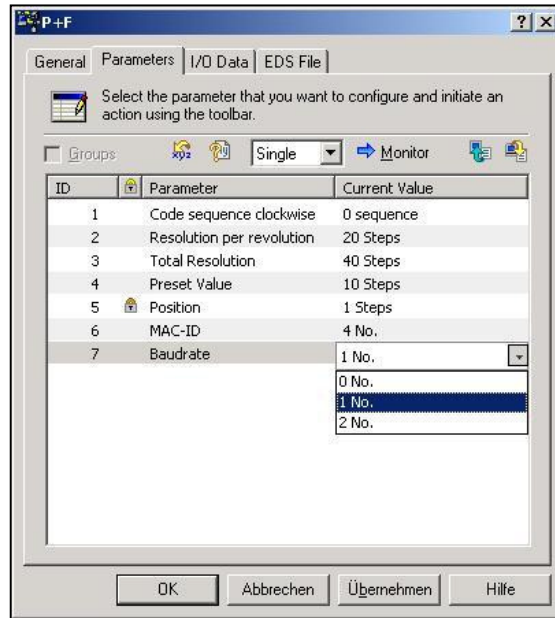 P+F
General Parameters I/O Data EDS File
Select the parameter that you want to configure and initiate an
action using the toolbar.
Groups Single Monitor
ID Parameter Current Value
1 Code sequence clockwise 0 sequence
2 Resolution per revolution 20 Steps
3 Total Resolution 40 Steps
4 Preset Value 10 Steps
5 Position 1 Steps
6 MAC-ID 4 No.
7 Baudrate 1 No.
0 No.
1 No.
2 No.
OK Abbrechen Übernehmen Hilfe